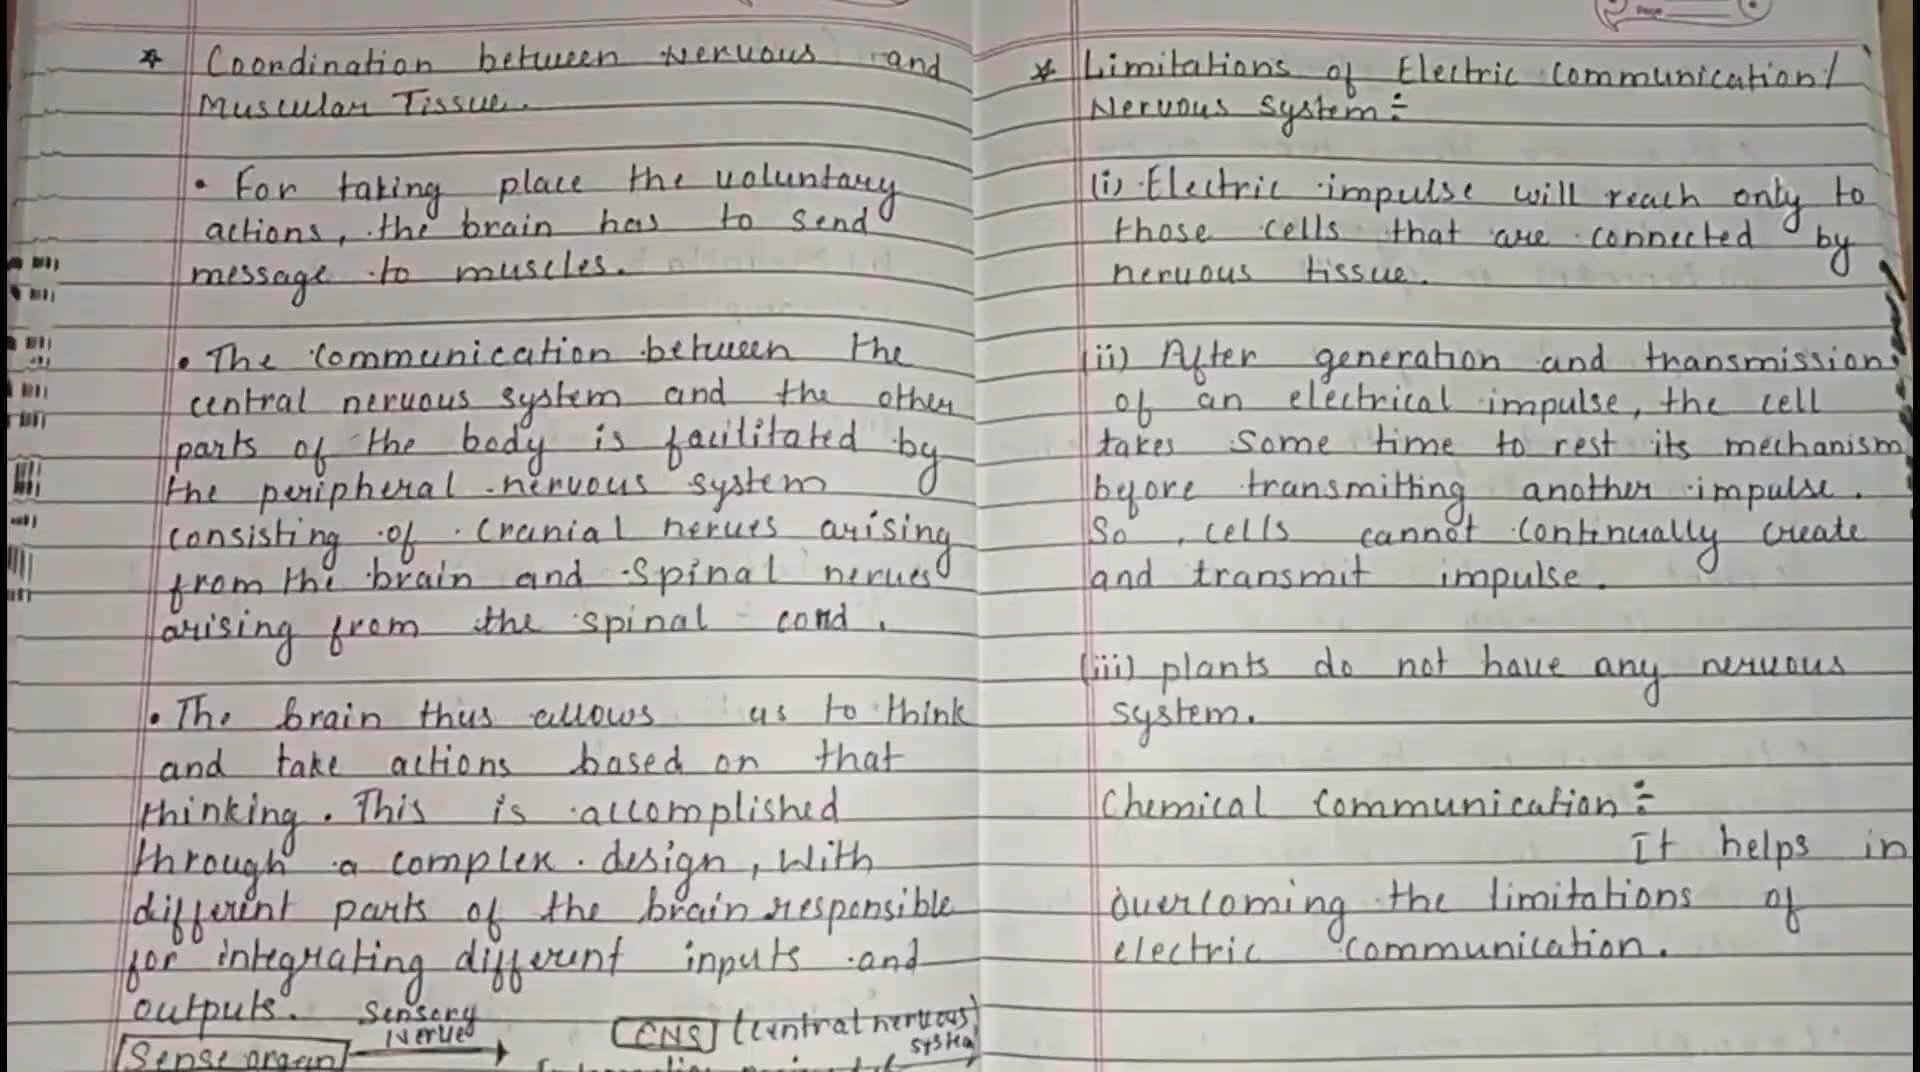 * Coordination between Nervous and
Muscular Tissue.
• For taking place the voluntary
actions, the brain has to send
message to muscles.
• The communication between the
central nervous system and the other
parts of the body is facilitated by
the peripheral nervous system
consisting of cranial nerves arising
from the brain and spinal nerves
arising from the spinal cord.
• The brain thus allows us to think
and take actions based on that
thinking. This is accomplished
through a complex design, with
different parts of the brain responsible
for integrating different inputs and
outputs.
Sensory
Nerves
Sense organ
CNS (Central nervous
system
Page
* Limitations of Electric Communication/
Nervous System:-
(i) Electric impulse will reach only to
those cells that are connected by
nervous tissue.
(ii) After generation and transmission
of an electrical impulse, the cell
takes some time to rest its mechanism
before transmitting another impulse.
So, cells cannot continually create
and transmit impulse.
(iii) plants do not have any nervous
system.
Chemical Communication:-
It helps in
overcoming the limitations of
electric communication.